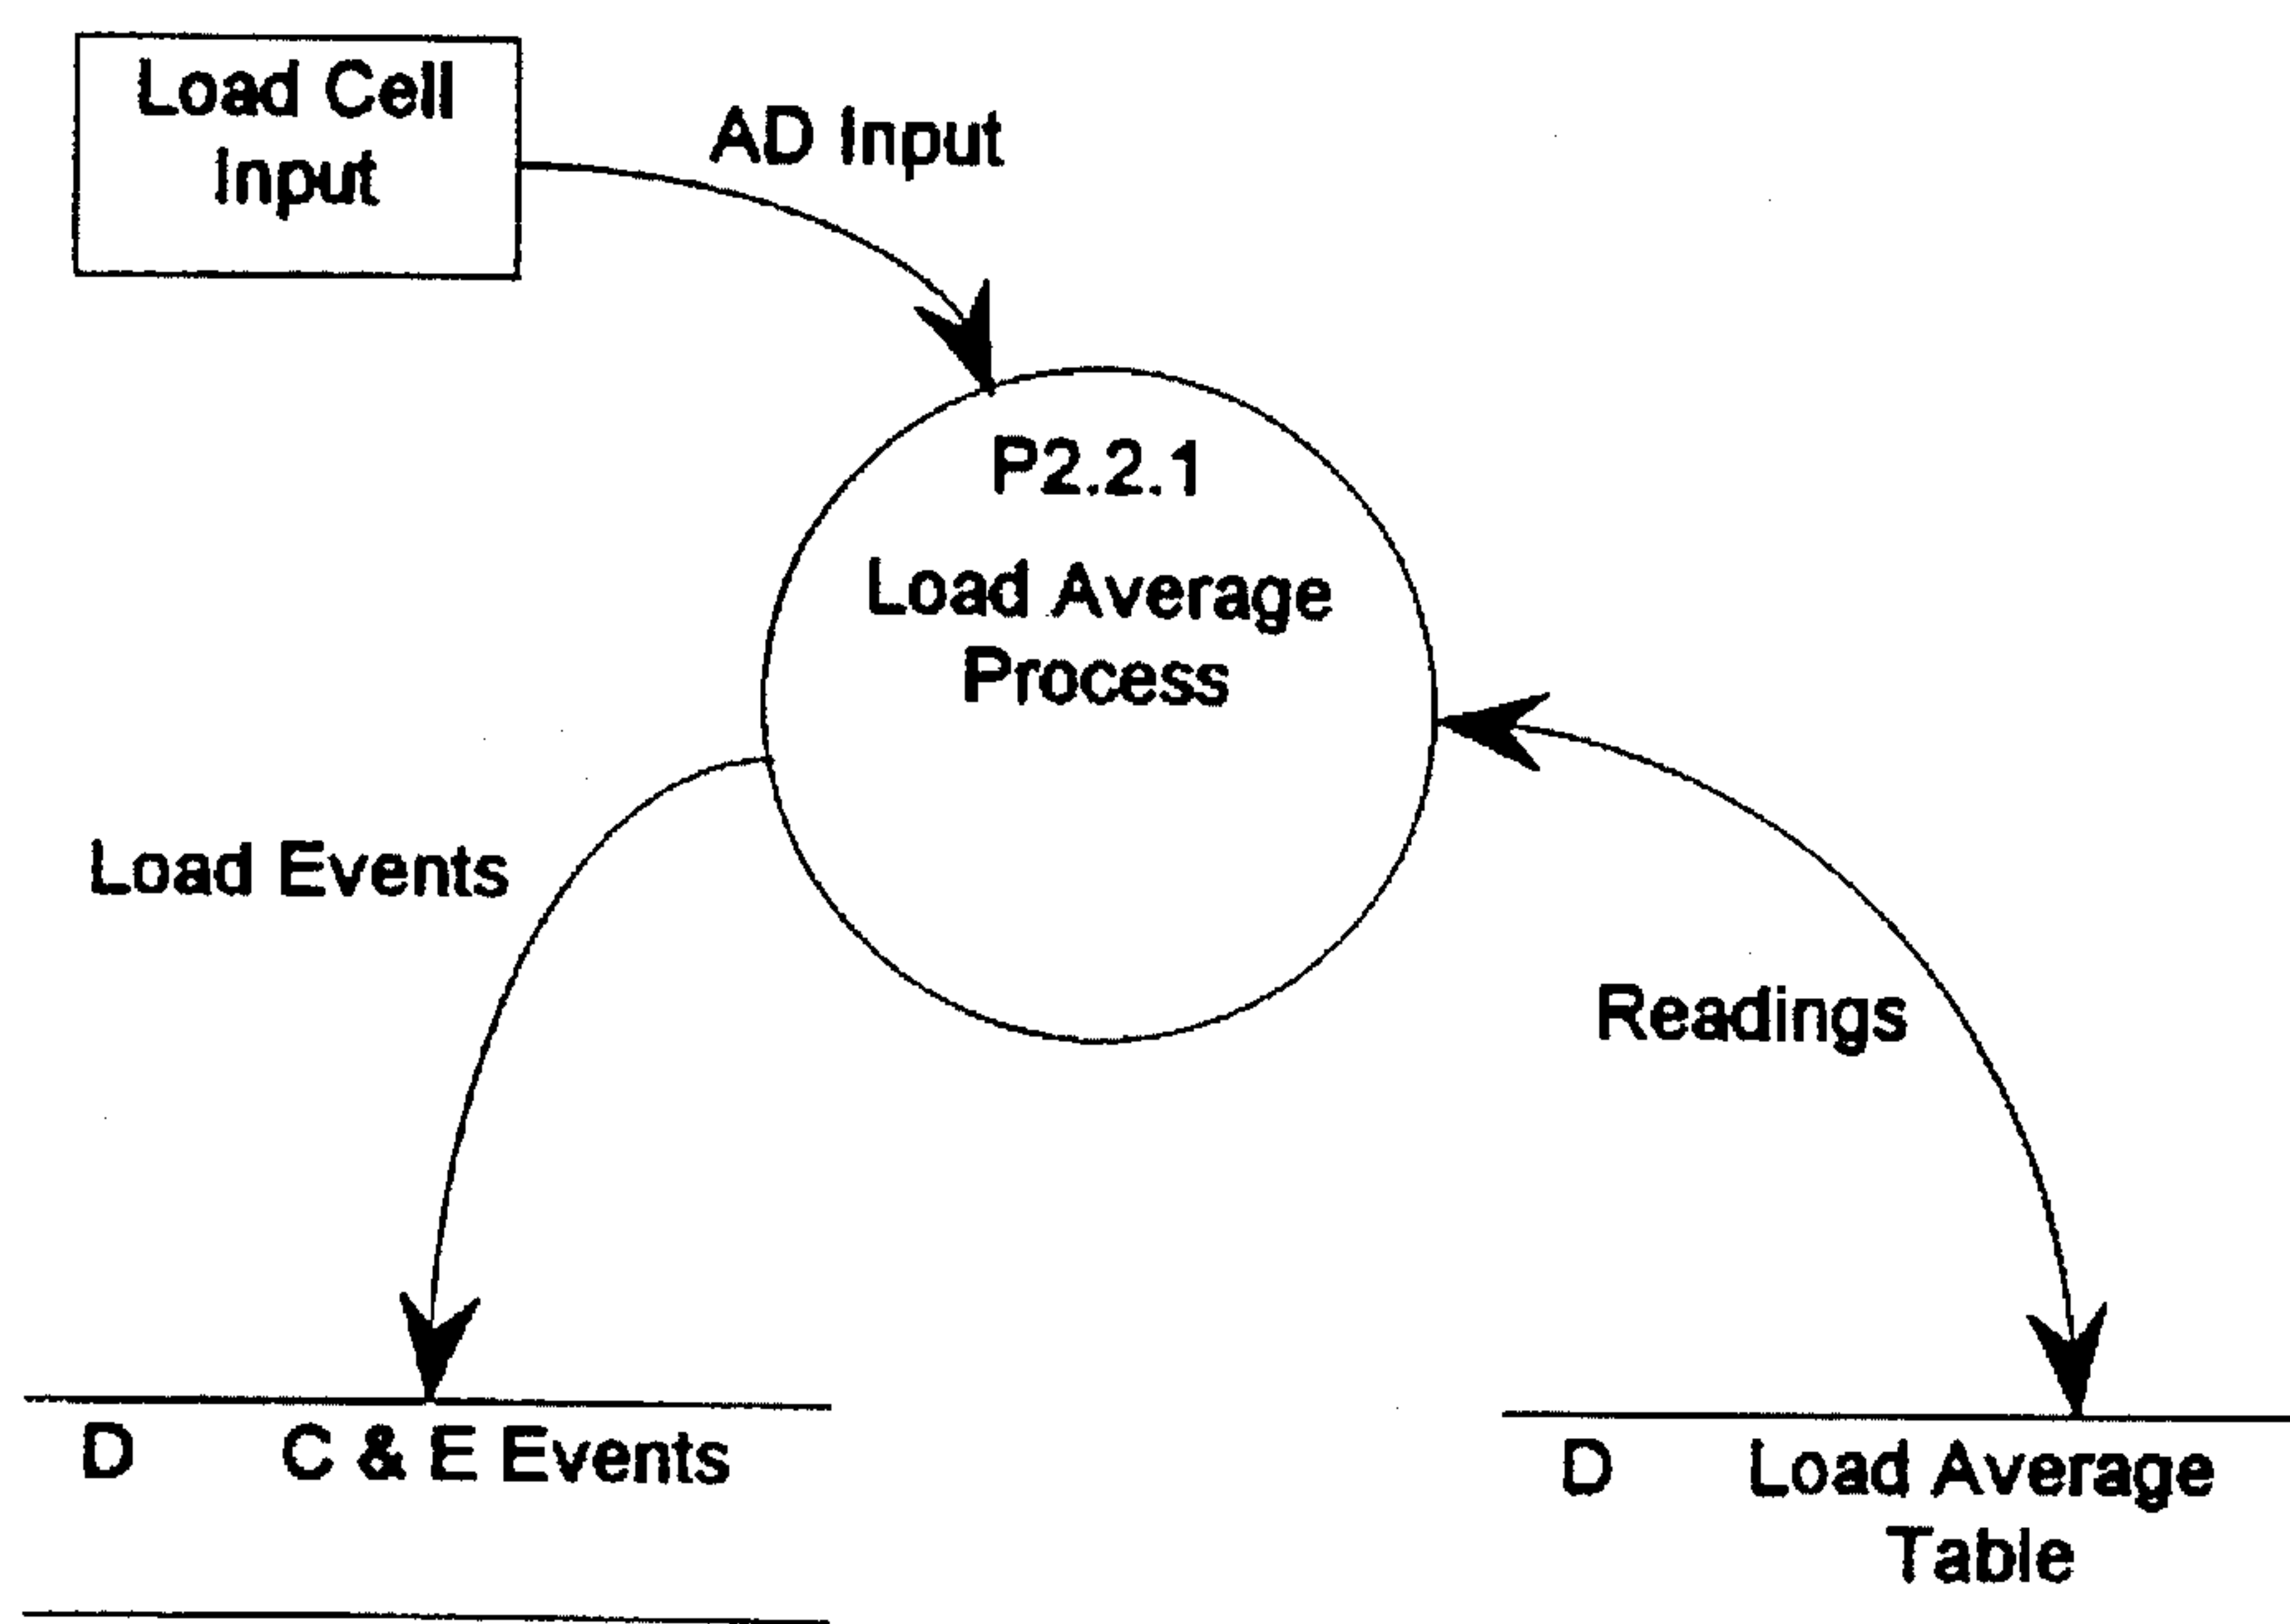 Load Cell
Input
AD Input
P2.2.1
Load Average
Process
Load Events
Readings
D C & E Events
D Load Average
Table